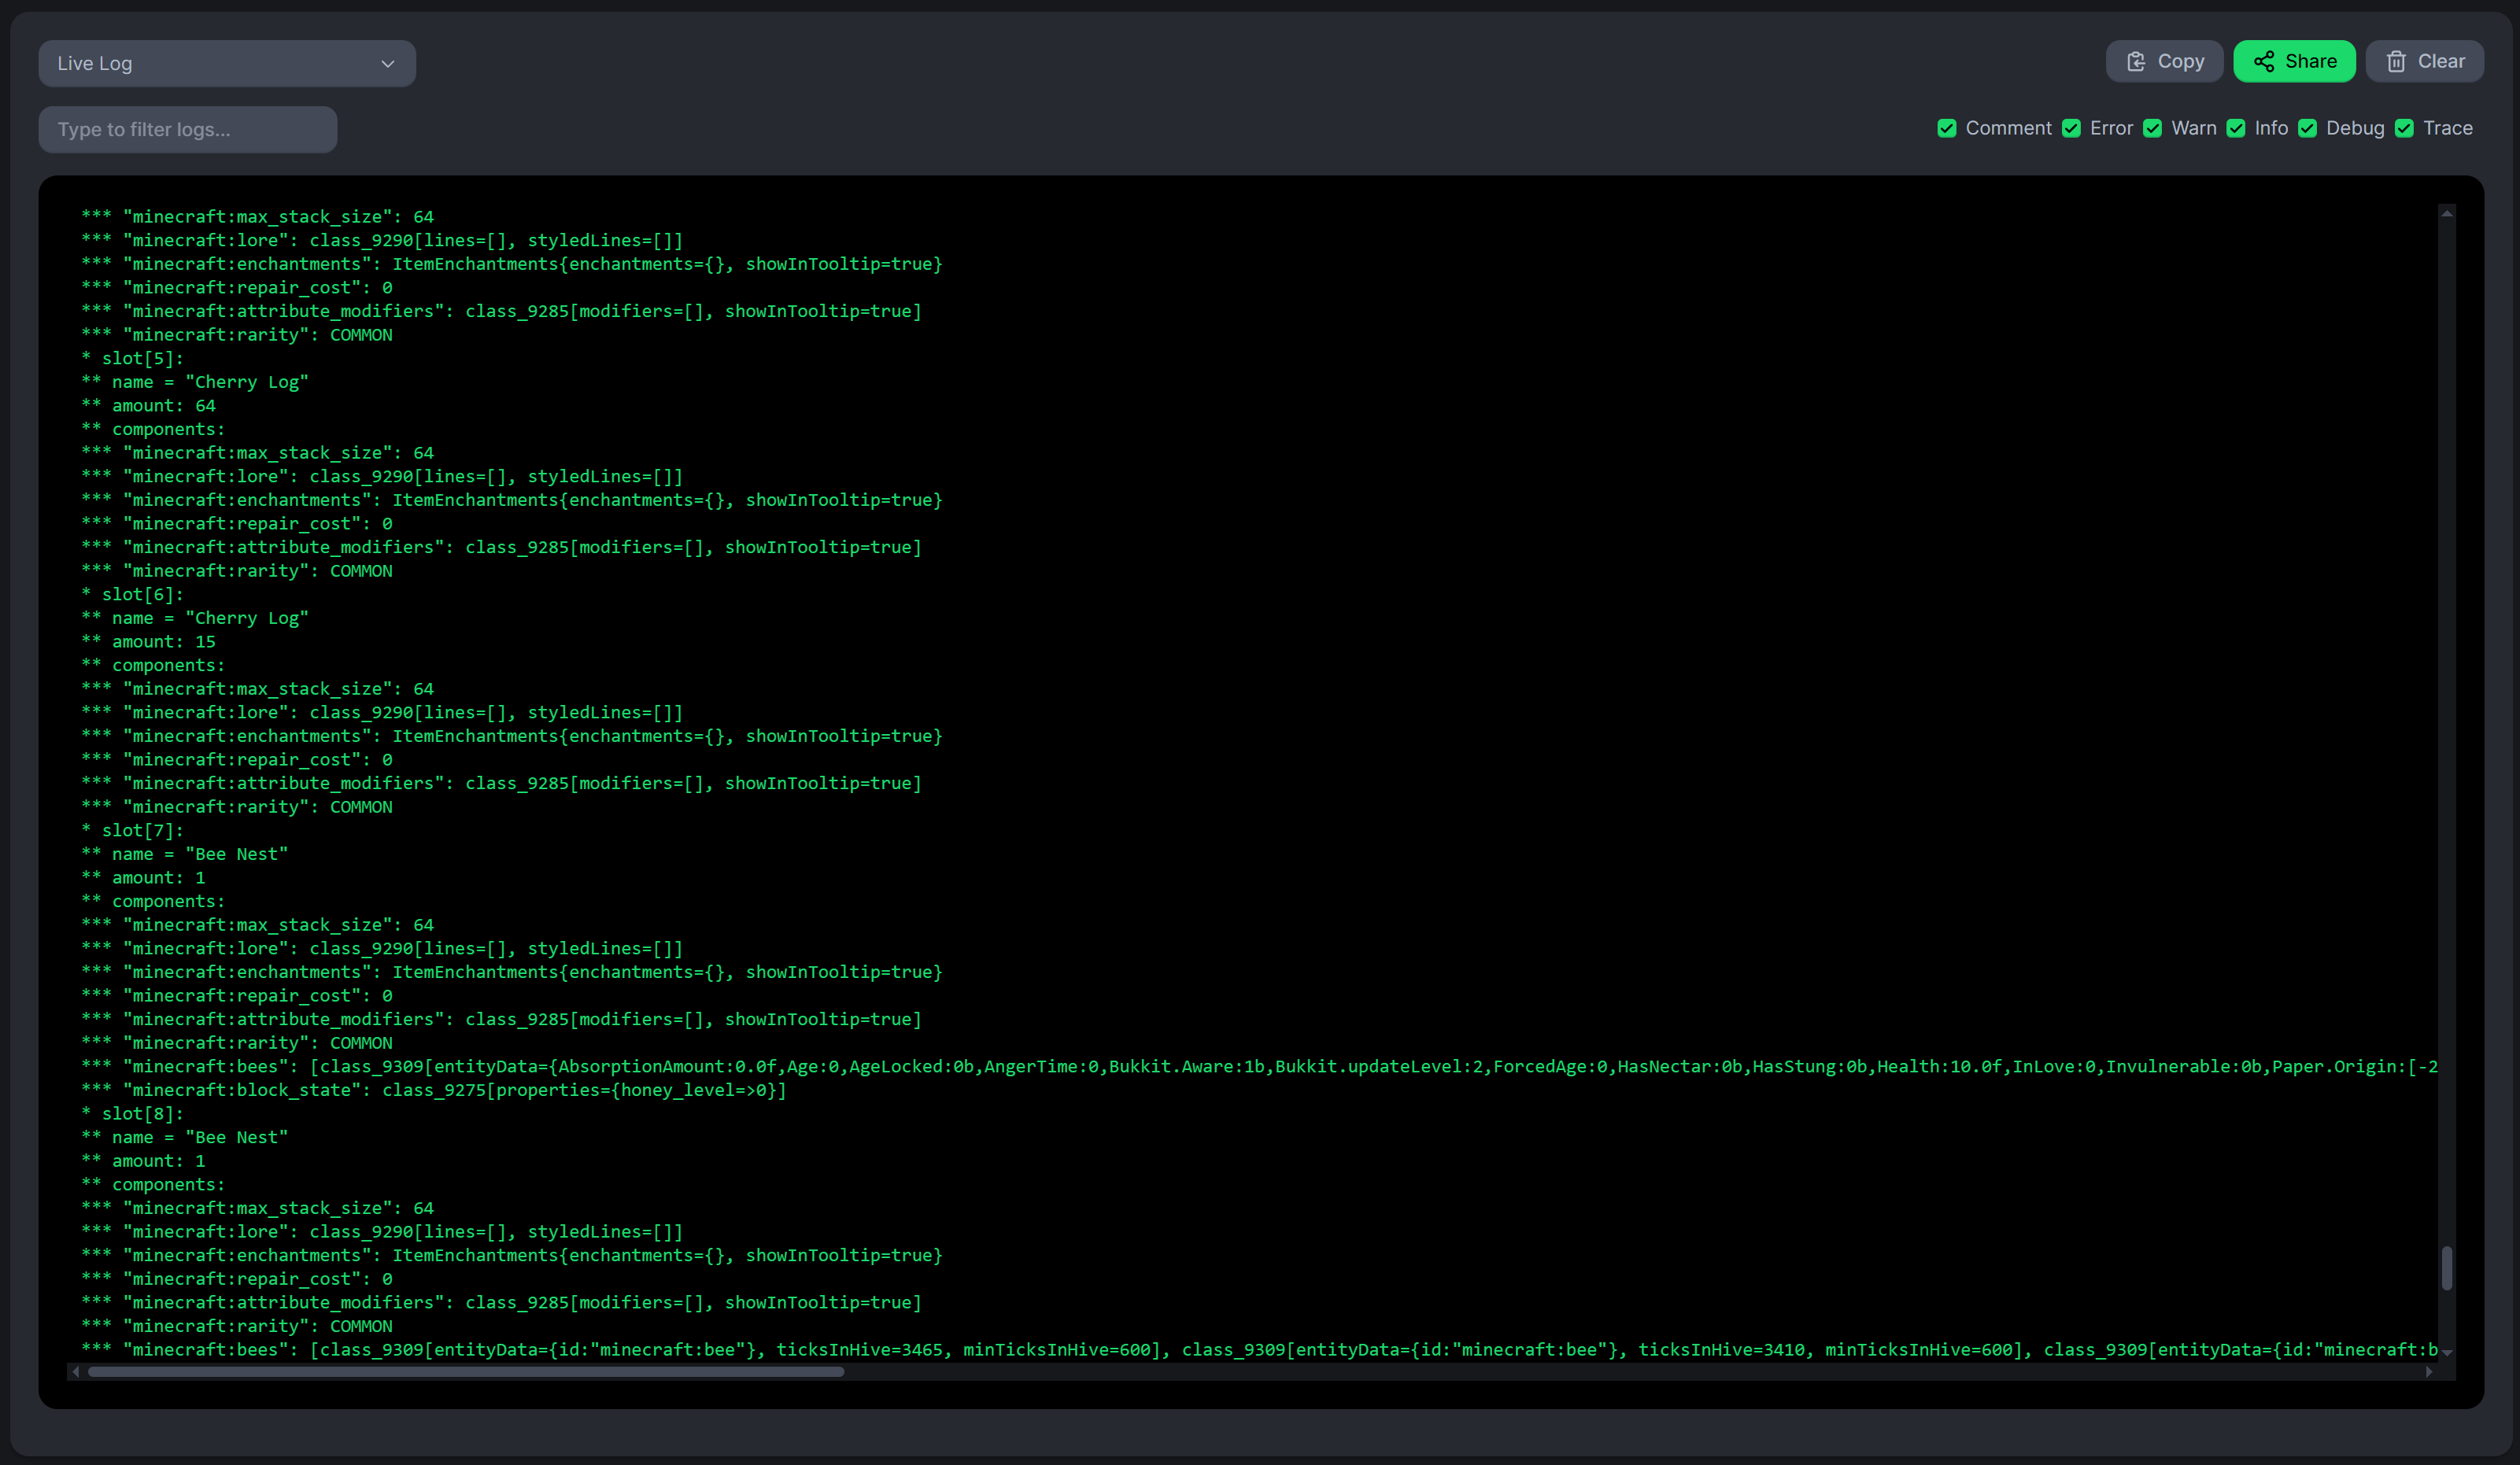 Live Log
Copy
Share
Clear
Type to filter logs...
Comment
Error
Warn
Info
Debug
Trace
*** "minecraft:max_stack_size": 64
*** "minecraft:lore": class_9290[lines=[], styledLines=[]]
*** "minecraft:enchantments": ItemEnchantments{enchantments={}, showInTooltip=true}
*** "minecraft:repair_cost": 0
*** "minecraft:attribute_modifiers": class_9285[modifiers=[], showInTooltip=true]
*** "minecraft:rarity": COMMON
* slot[5]:
** name = "Cherry Log"
** amount: 64
** components:
*** "minecraft:max_stack_size": 64
*** "minecraft:lore": class_9290[lines=[], styledLines=[]]
*** "minecraft:enchantments": ItemEnchantments{enchantments={}, showInTooltip=true}
*** "minecraft:repair_cost": 0
*** "minecraft:attribute_modifiers": class_9285[modifiers=[], showInTooltip=true]
*** "minecraft:rarity": COMMON
* slot[6]:
** name = "Cherry Log"
** amount: 15
** components:
*** "minecraft:max_stack_size": 64
*** "minecraft:lore": class_9290[lines=[], styledLines=[]]
*** "minecraft:enchantments": ItemEnchantments{enchantments={}, showInTooltip=true}
*** "minecraft:repair_cost": 0
*** "minecraft:attribute_modifiers": class_9285[modifiers=[], showInTooltip=true]
*** "minecraft:rarity": COMMON
* slot[7]:
** name = "Bee Nest"
** amount: 1
** components:
*** "minecraft:max_stack_size": 64
*** "minecraft:lore": class_9290[lines=[], styledLines=[]]
*** "minecraft:enchantments": ItemEnchantments{enchantments={}, showInTooltip=true}
*** "minecraft:repair_cost": 0
*** "minecraft:attribute_modifiers": class_9285[modifiers=[], showInTooltip=true]
*** "minecraft:rarity": COMMON
*** "minecraft:bees": [class_9309[entityData={AbsorptionAmount:0.0f,Age:0,AgeLocked:0b,AngerTime:0,Bukkit.Aware:1b,Bukkit.updateLevel:2,ForcedAge:0,HasNectar:0b,HasStung:0b,Health:10.0f,InLove:0,Invulnerable:0b,Paper.Origin:[-2
*** "minecraft:block_state": class_9275[properties={honey_level=>0}]
* slot[8]:
** name = "Bee Nest"
** amount: 1
** components:
*** "minecraft:max_stack_size": 64
*** "minecraft:lore": class_9290[lines=[], styledLines=[]]
*** "minecraft:enchantments": ItemEnchantments{enchantments={}, showInTooltip=true}
*** "minecraft:repair_cost": 0
*** "minecraft:attribute_modifiers": class_9285[modifiers=[], showInTooltip=true]
*** "minecraft:rarity": COMMON
*** "minecraft:bees": [class_9309[entityData={id:"minecraft:bee"}, ticksInHive=3465, minTicksInHive=600], class_9309[entityData={id:"minecraft:bee"}, ticksInHive=3410, minTicksInHive=600], class_9309[entityData={id:"minecraft:b